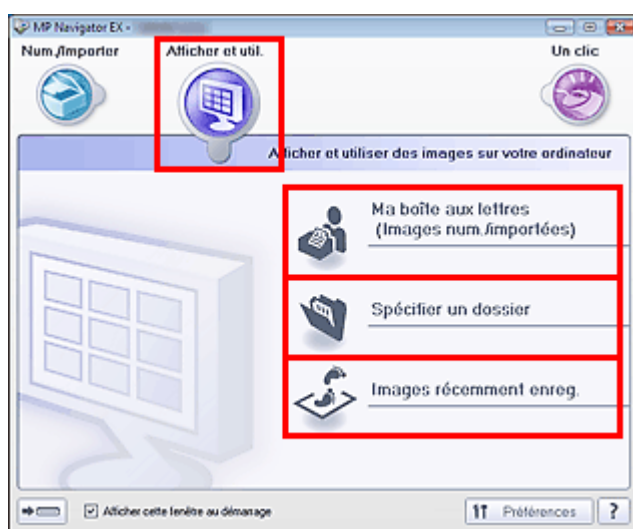 MP Navigator EX -
Num./Importer
Afficher et util.
Un clic
Afficher et utiliser des images sur votre ordinateur
Ma boîte aux lettres
(Images num./importées)
Spécifier un dossier
Images récemment enreg.
Afficher cette fenêtre au démarrage
Préférences
?